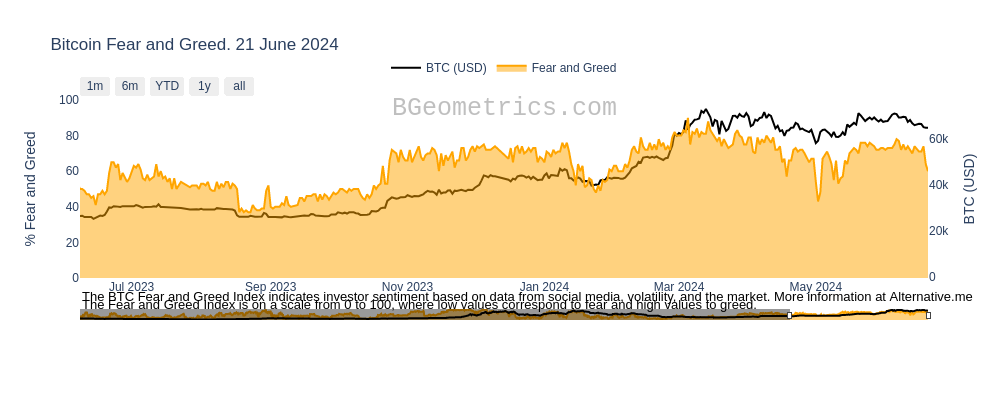 Bitcoin Fear and Greed. 21 June 2024
BTC (USD) Fear and Greed
1m 6m YTD 1y all
BGeometrics.com
% Fear and Greed
100
80
60
40
20
0
60k
40k
20k
0
BTC (USD)
Jul 2023 Sep 2023 Nov 2023 Jan 2024 Mar 2024 May 2024
The BTC Fear and Greed Index indicates investor sentiment based on data from social media, volatility, and the market. More information at Alternative.me
The Fear and Greed Index is on a scale from 0 to 100, where low values correspond to fear and high values to greed.